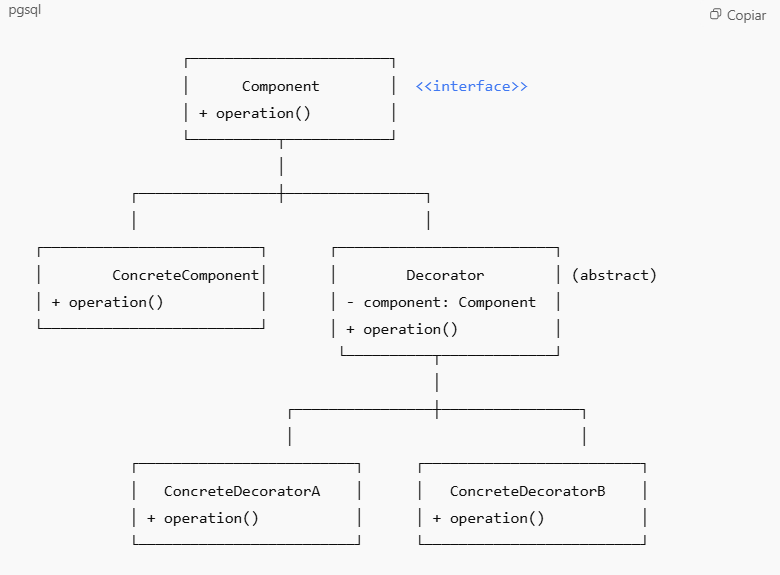 pgsql
Copiar
Component <<interface>>
+ operation()
ConcreteComponent Decorator (abstract)
+ operation() - component: Component
+ operation()
ConcreteDecoratorA ConcreteDecoratorB
+ operation() + operation()